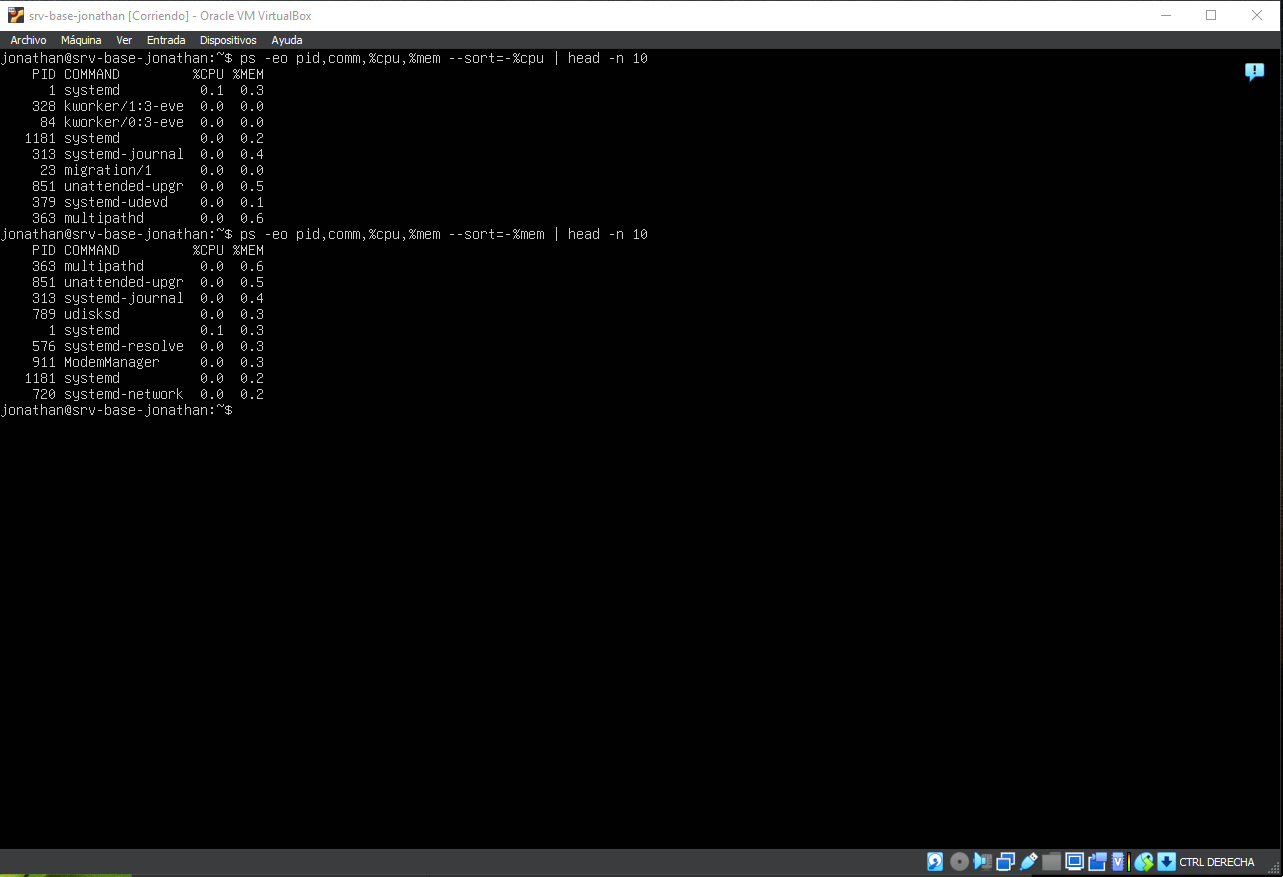 srv-base-jonathan [Corriendo] - Oracle VM VirtualBox
Archivo Máquina Ver Entrada Dispositivos Ayuda
jonathan@srv-base-jonathan:~$ ps -eo pid,comm,%cpu,%mem --sort=-%cpu | head -n 10
    PID COMMAND         %CPU %MEM
      1 systemd          0.1  0.3
    328 kworker/1:3-eve  0.0  0.0
     84 kworker/0:3-eve  0.0  0.0
   1181 systemd          0.0  0.2
    313 systemd-journal  0.0  0.4
     23 migration/1      0.0  0.0
    851 unattended-upgr  0.0  0.5
    379 systemd-udevd    0.0  0.1
    363 multipathd       0.0  0.6
jonathan@srv-base-jonathan:~$ ps -eo pid,comm,%cpu,%mem --sort=-%mem | head -n 10
    PID COMMAND         %CPU %MEM
    363 multipathd       0.0  0.6
    851 unattended-upgr  0.0  0.5
    313 systemd-journal  0.0  0.4
    789 udisksd          0.0  0.3
      1 systemd          0.1  0.3
    576 systemd-resolve  0.0  0.3
    911 ModemManager     0.0  0.3
   1181 systemd          0.0  0.2
    720 systemd-network  0.0  0.2
jonathan@srv-base-jonathan:~$
CTRL DERECHA